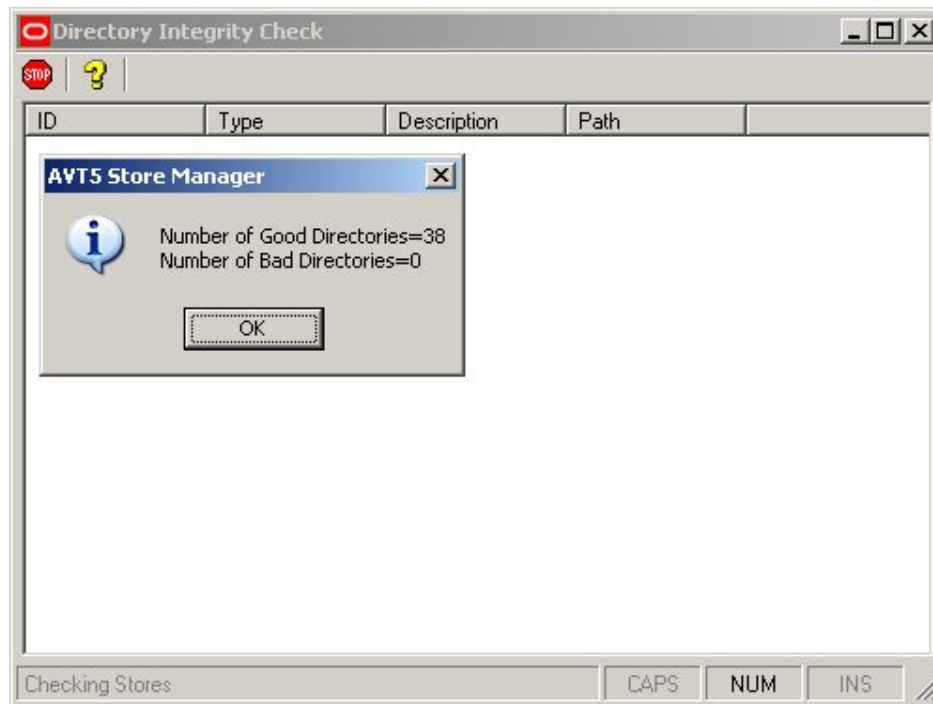 Directory Integrity Check
STOP
ID Type Description Path
AVT5 Store Manager
Number of Good Directories=38
Number of Bad Directories=0
OK
Checking Stores CAPS NUM INS